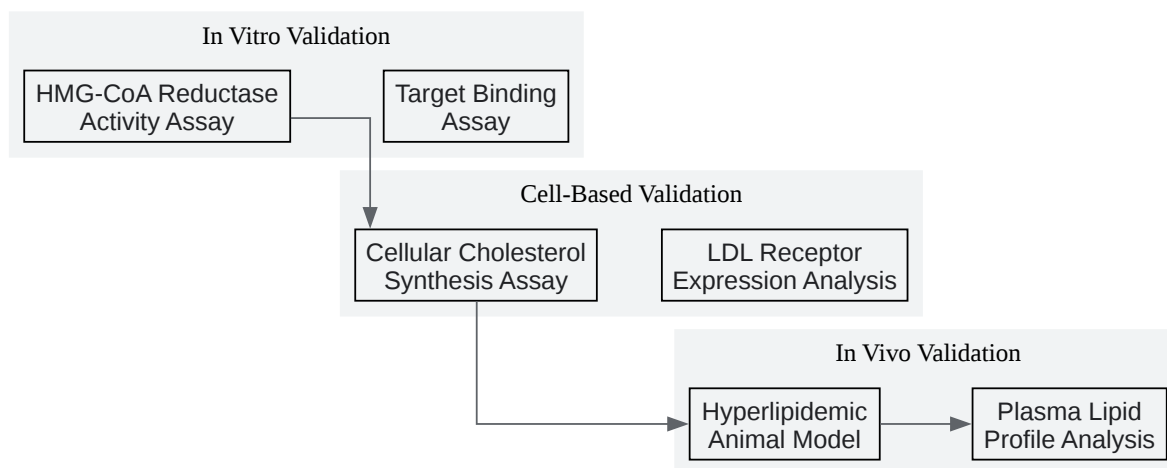 In Vitro Validation
HMG-CoA Reductase
Activity Assay
Target Binding
Assay
Cell-Based Validation
Cellular Cholesterol
Synthesis Assay
LDL Receptor
Expression Analysis
In Vivo Validation
Hyperlipidemic
Animal Model
Plasma Lipid
Profile Analysis